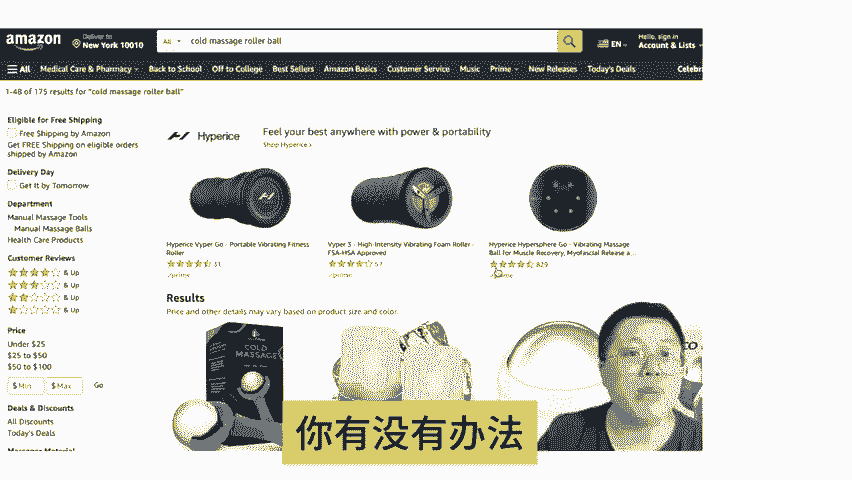 amazon
Deliver to
New York 10010
All
cold massage roller ball
EN
Hello, sign in
Account & Lists
All Medical Care & Pharmacy Back to School Off to College Best Sellers Amazon Basics Customer Service Music Prime New Releases Today's Deals Celebri
1-48 of 175 results for "cold massage roller ball"
Eligible for Free Shipping
Free Shipping by Amazon
Get FREE Shipping on eligible orders
shipped by Amazon
Delivery Day
Get It by Tomorrow
Department
Manual Massage Tools
Manual Massage Balls
Health Care Products
Customer Reviews
& Up
& Up
& Up
& Up
Price
Under $25
$25 to $50
$50 to $100
$ Min
$ Max
Go
Deals & Discounts
All Discounts
Today's Deals
Hyperice
Feel your best anywhere with power & portability
Shop Hyperice ›
Hyperice Vyper Go - Portable Vibrating Fitness
Roller
prime
Vyper 3 - High-Intensity Vibrating Foam Roller -
FSA-HSA Approved
prime
Hyperice Hypersphere Go - Vibrating Massage
Ball for Muscle Recovery, Myofascial Release a...
829
Results
Price and other details may vary based on product size and color.
COLD
MASSAGE
你有没有办法